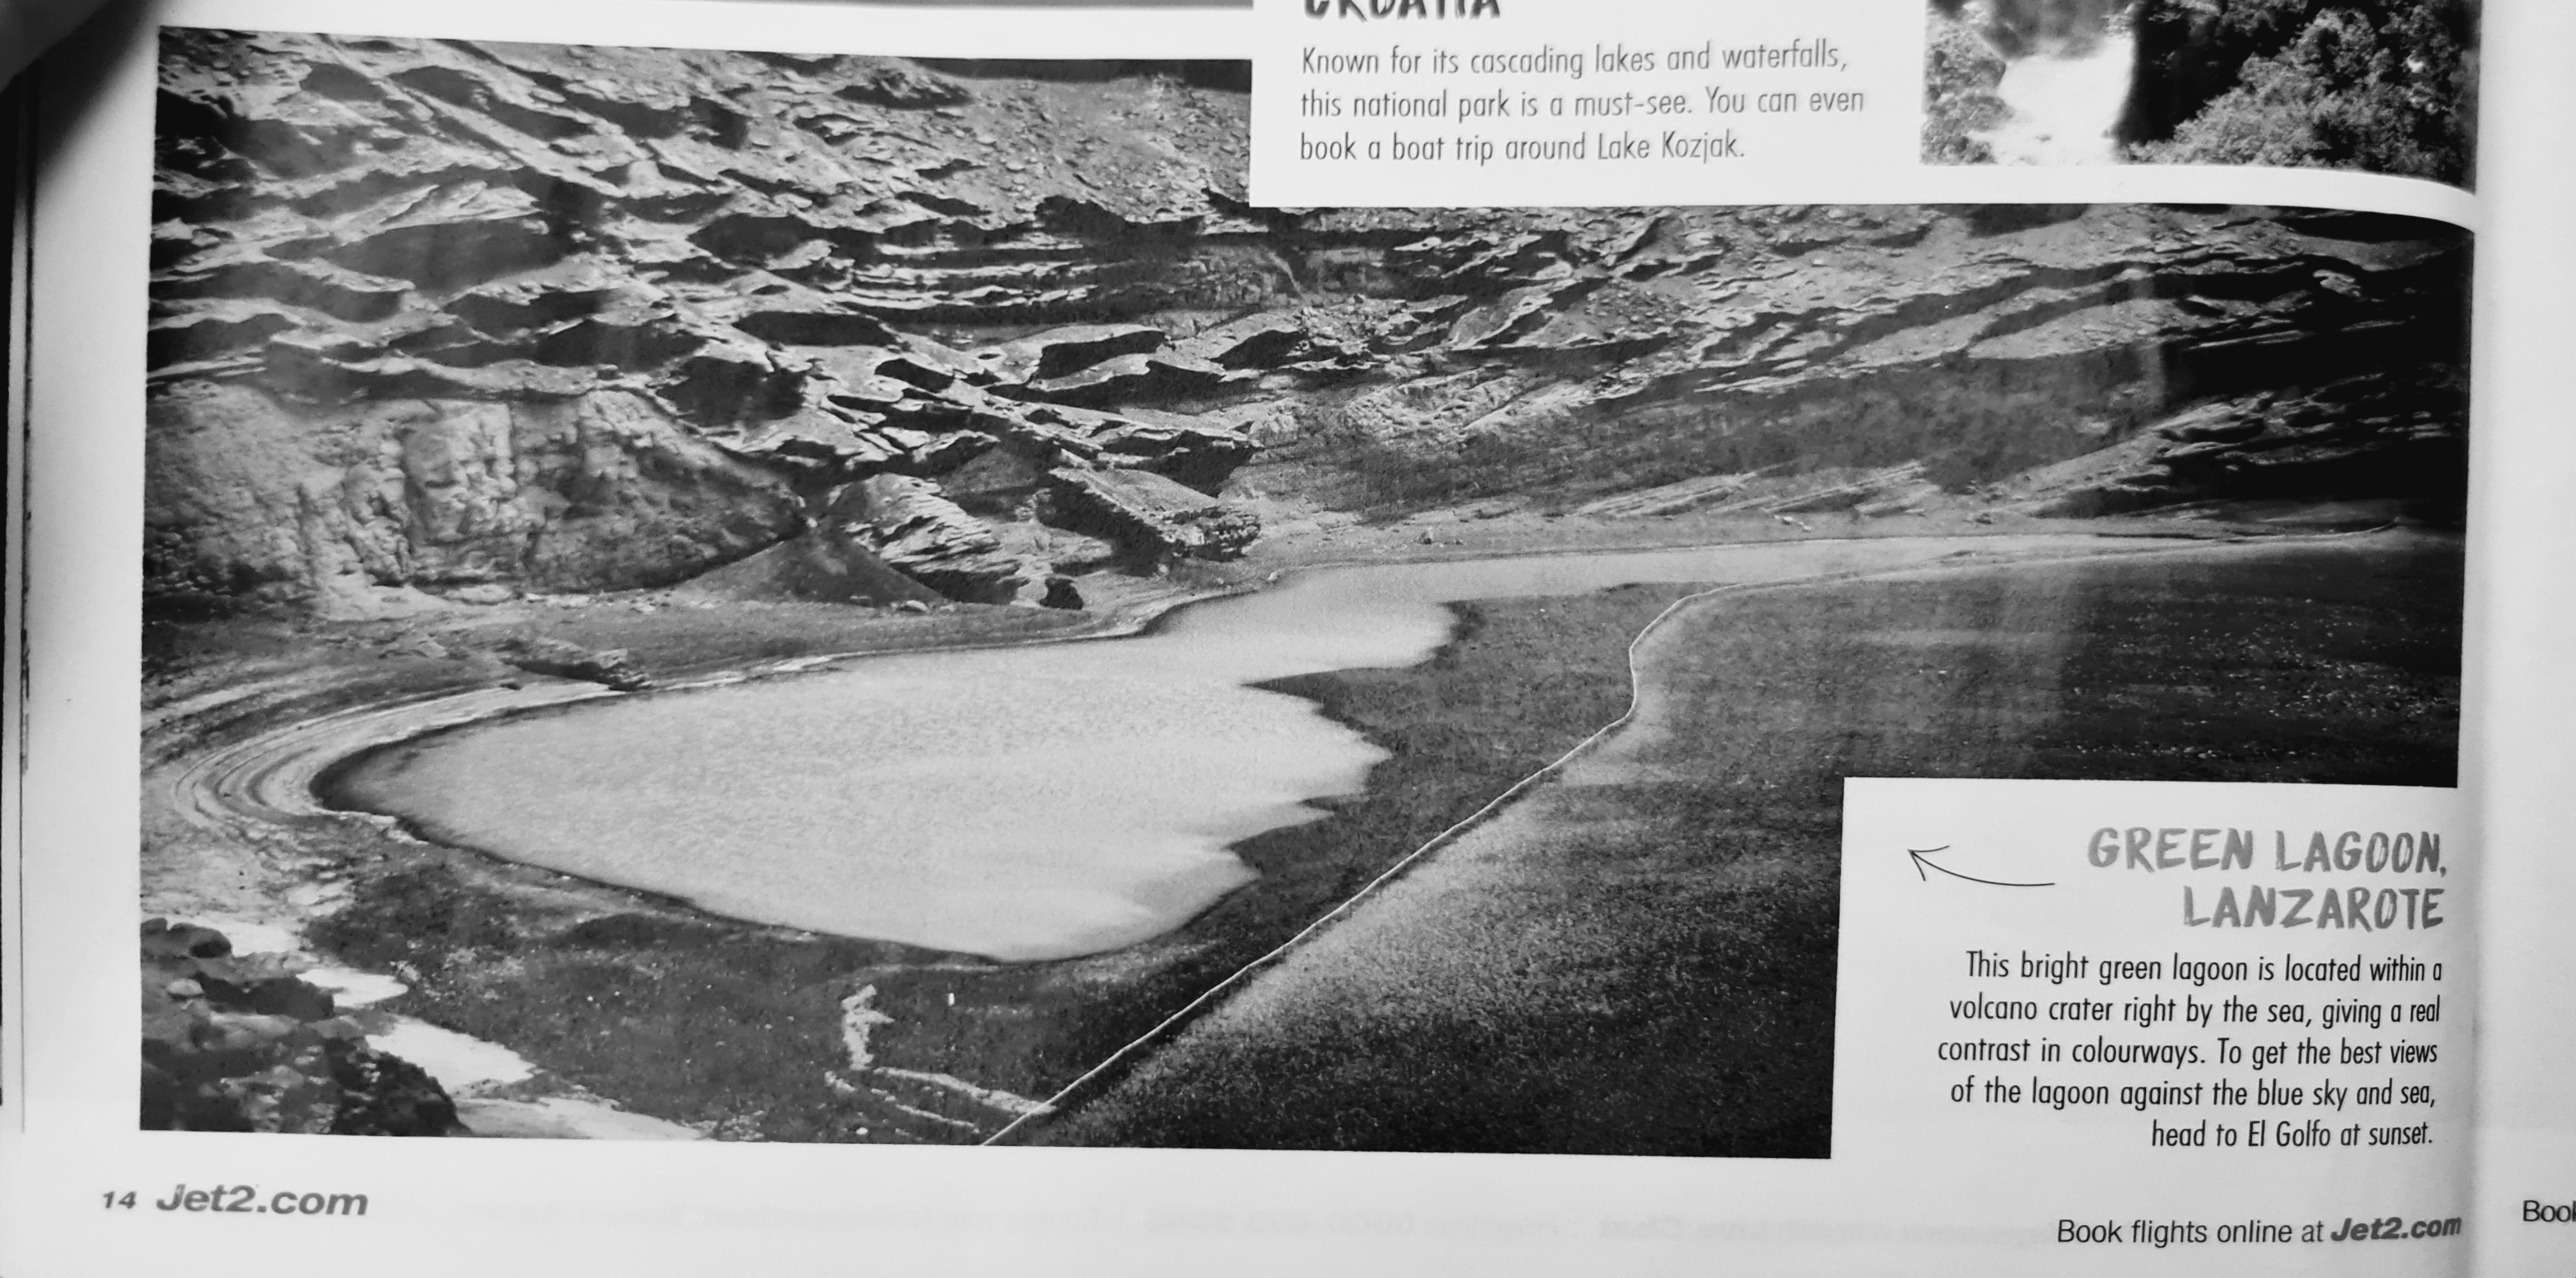 CROATIA
Known for its cascading lakes and waterfalls,
this national park is a must-see. You can even
book a boat trip around Lake Kozjak.
GREEN LAGOON,
LANZAROTE
This bright green lagoon is located within a
volcano crater right by the sea, giving a real
contrast in colourways. To get the best views
of the lagoon against the blue sky and sea,
head to El Golfo at sunset.
14 Jet2.com
Book flights online at Jet2.com